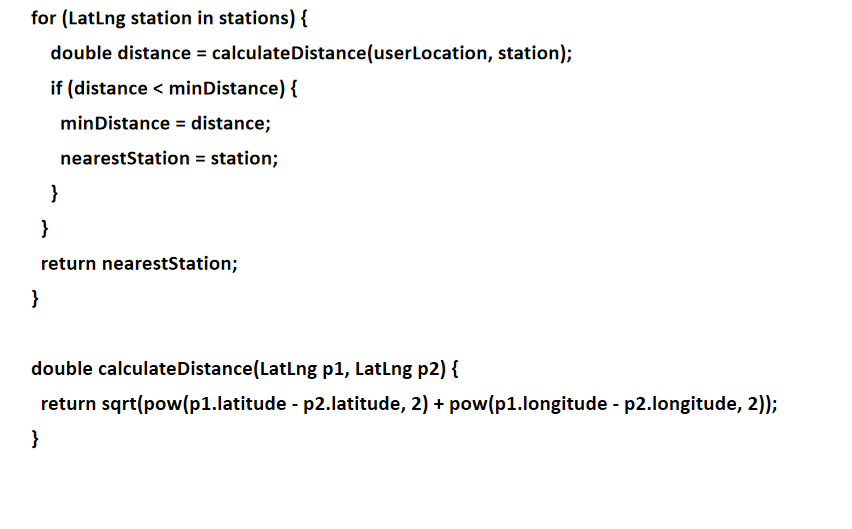 for (LatLng station in stations) {
double distance = calculateDistance(userLocation, station);
if (distance < minDistance) {
minDistance = distance;
nearestStation = station;
}
}
return nearestStation;
}
double calculateDistance(LatLng p1, LatLng p2) {
return sqrt(pow(p1.latitude - p2.latitude, 2) + pow(p1.longitude - p2.longitude, 2));
}